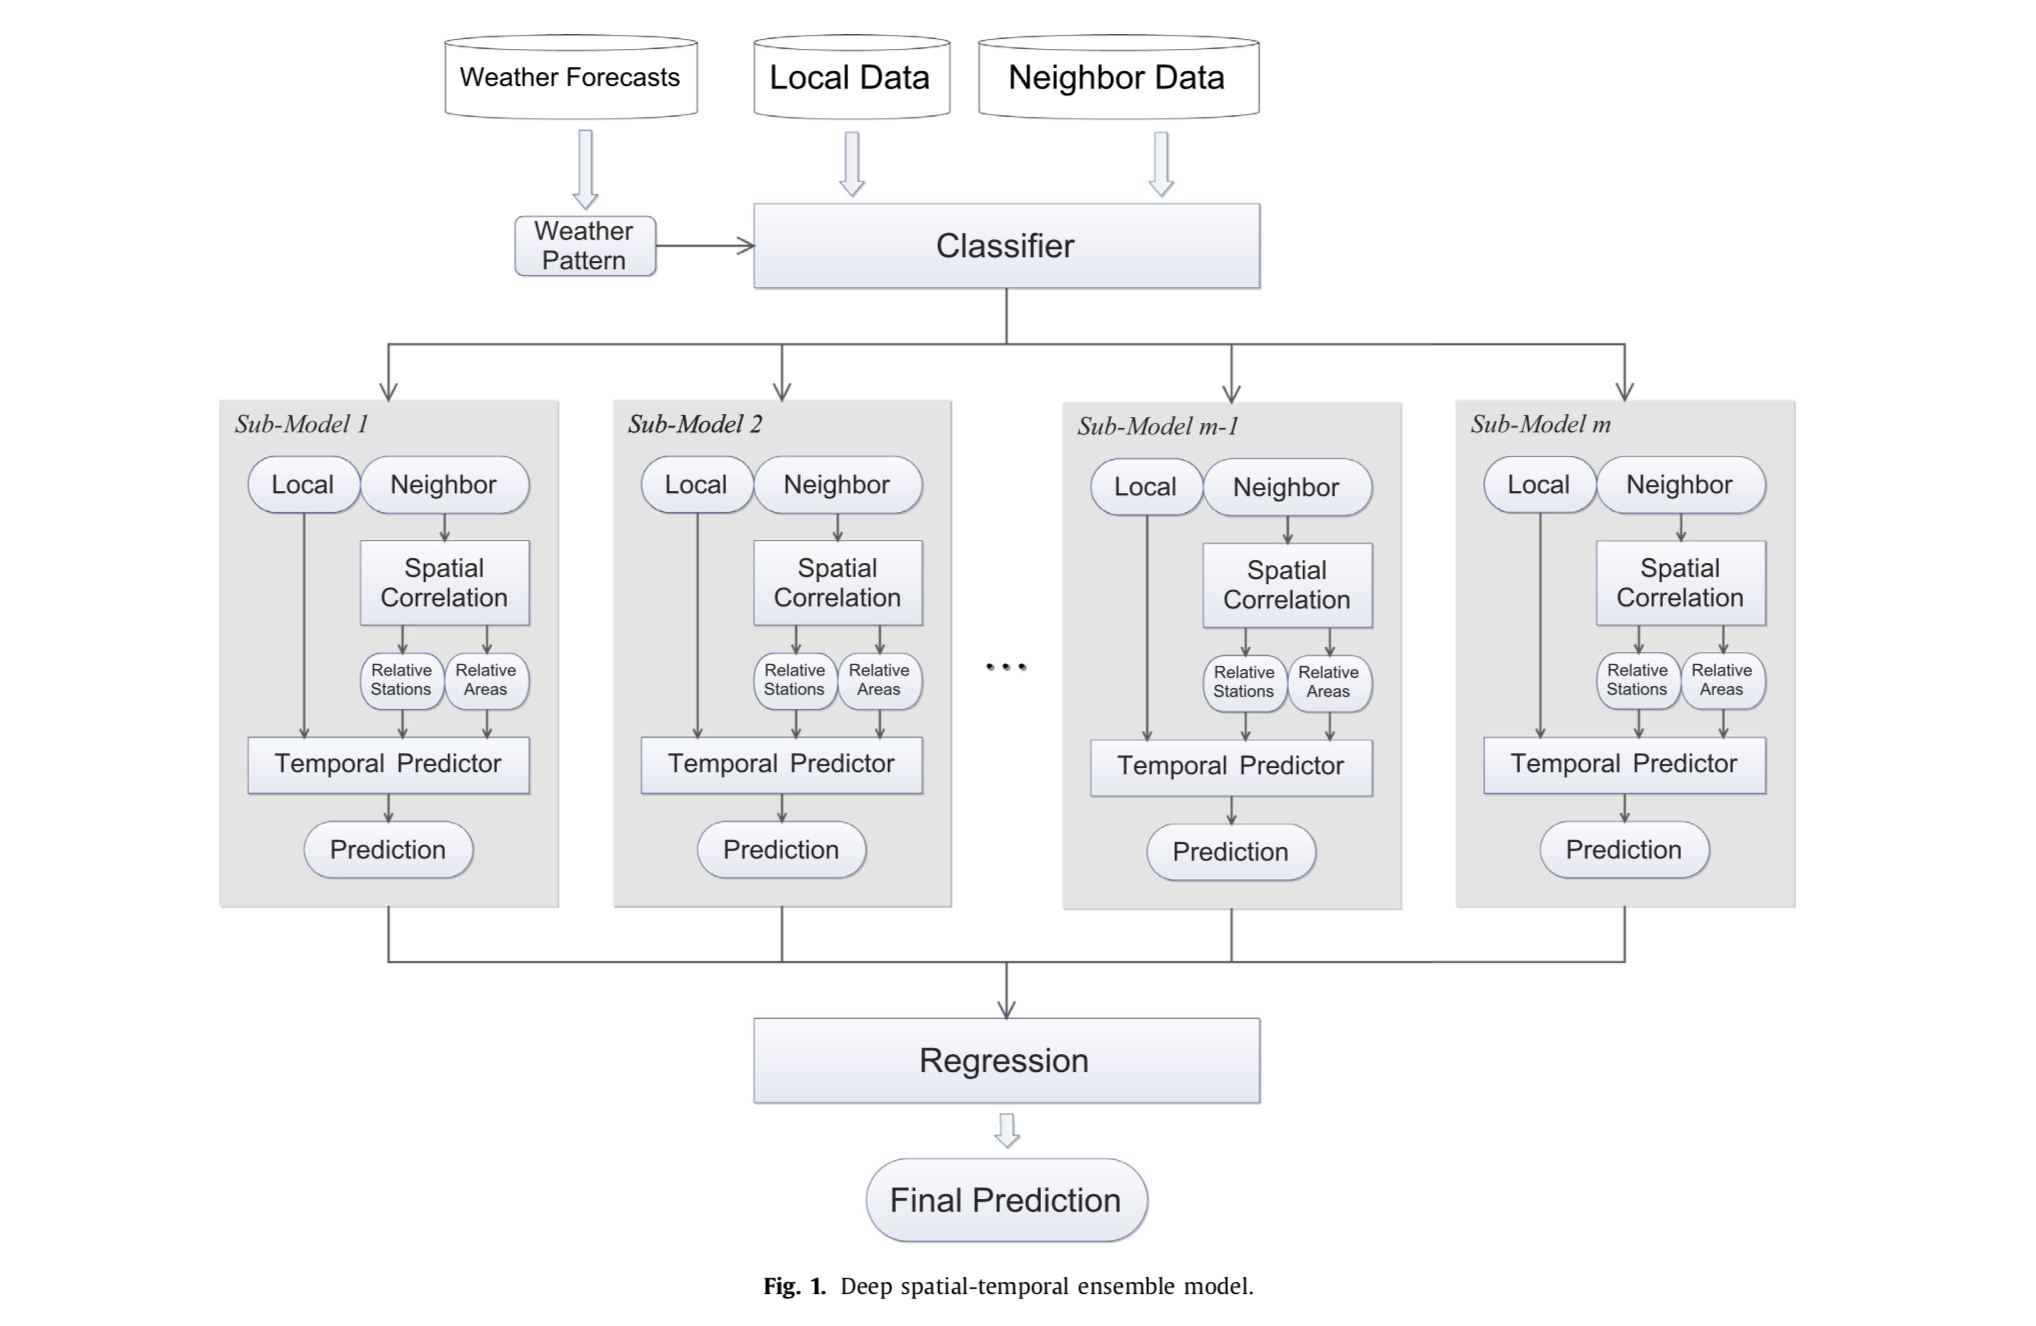 Weather Forecasts
Local Data
Neighbor Data
Weather
Pattern
Classifier
Sub-Model 1
Local
Neighbor
Spatial
Correlation
Relative
Stations
Relative
Areas
Temporal Predictor
Prediction
Sub-Model 2
Local
Neighbor
Spatial
Correlation
Relative
Stations
Relative
Areas
Temporal Predictor
Prediction
...
Sub-Model m-1
Local
Neighbor
Spatial
Correlation
Relative
Stations
Relative
Areas
Temporal Predictor
Prediction
Sub-Model m
Local
Neighbor
Spatial
Correlation
Relative
Stations
Relative
Areas
Temporal Predictor
Prediction
Regression
Final Prediction
Fig. 1. Deep spatial-temporal ensemble model.